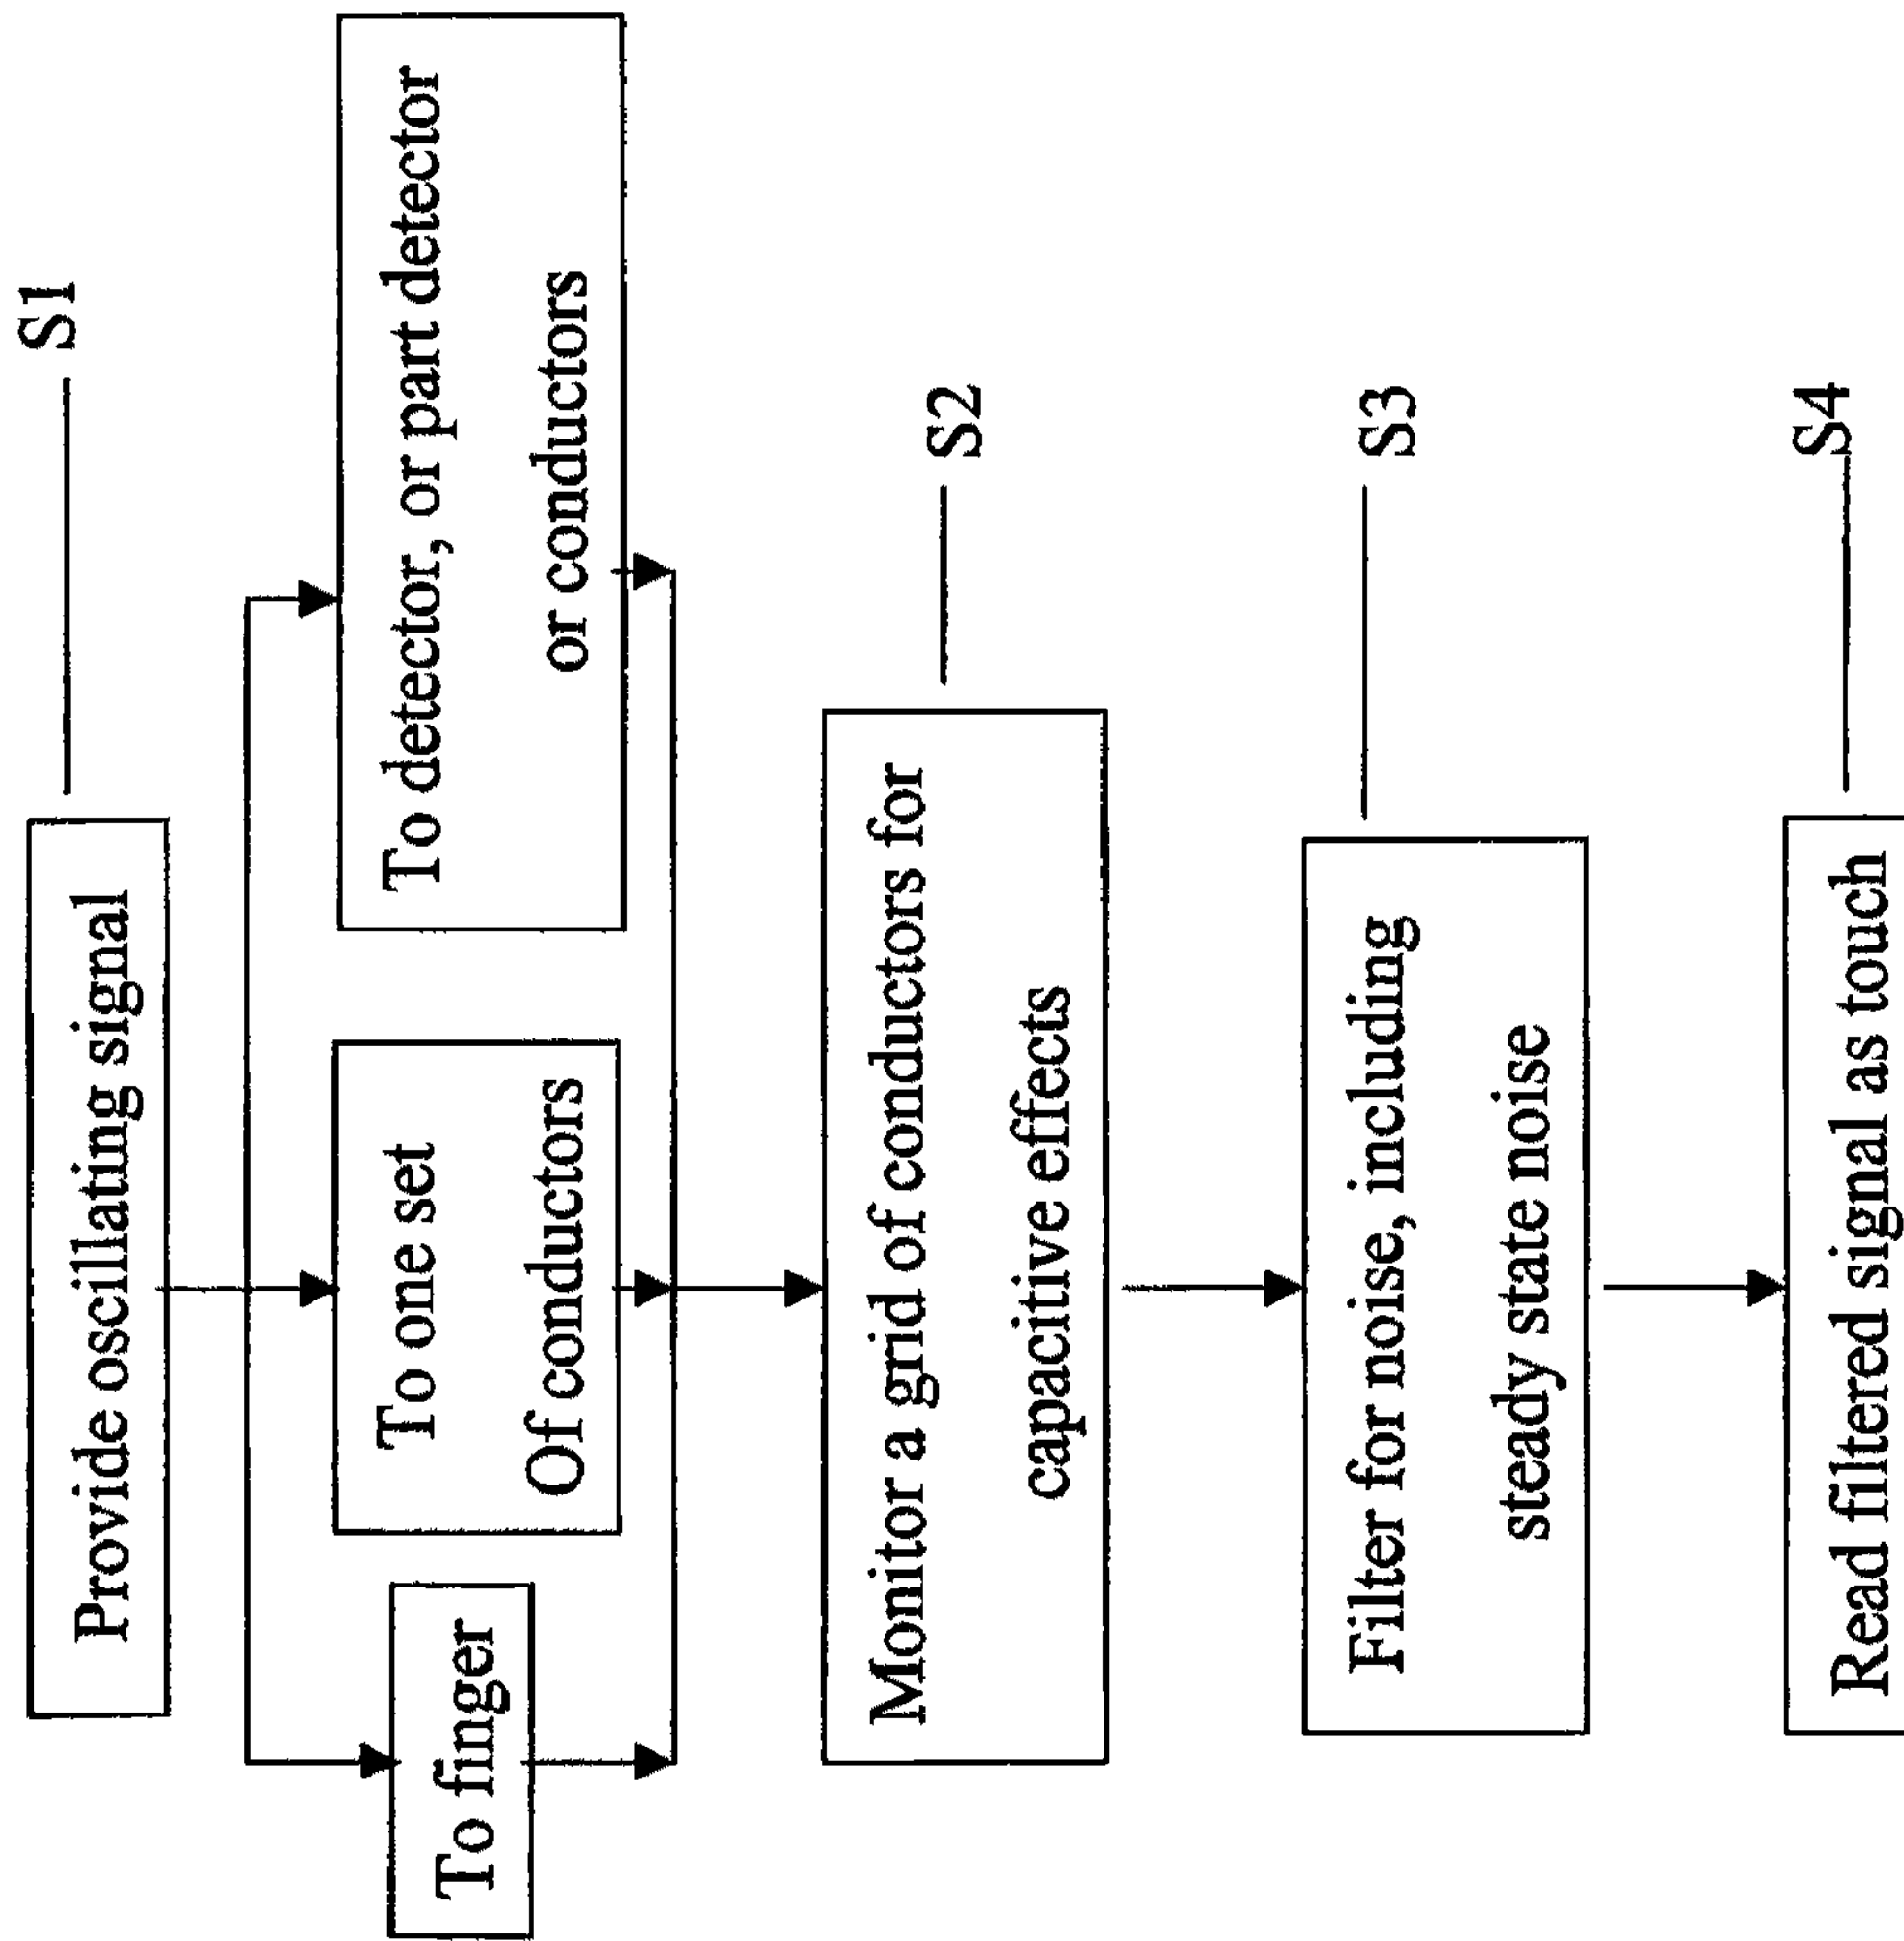 Provide oscillating signal
S1
To finger
To one set
Of conductors
To detector, or part detector
or conductors
Monitor a grid of conductors for
capacitive effects
S2
Filter for noise, including
steady state noise
S3
Read filtered signal as touch
S4